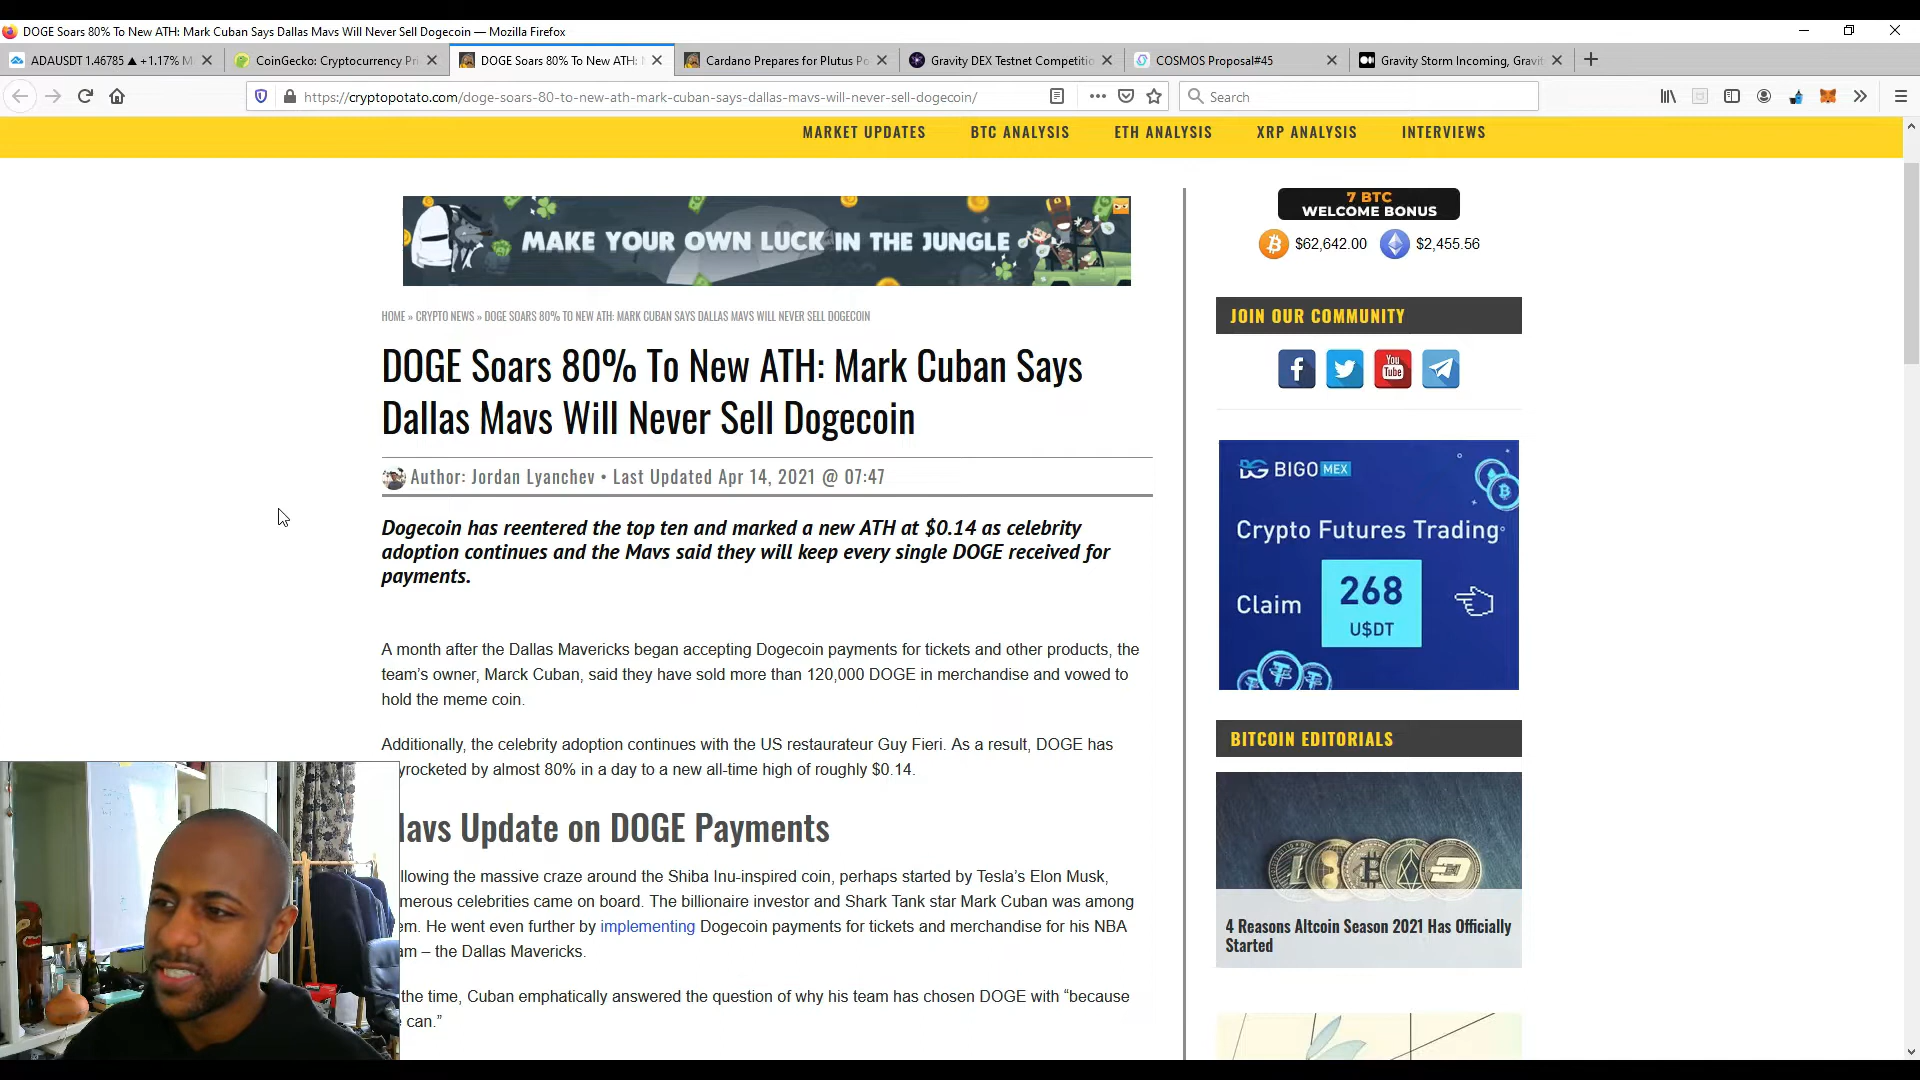 DOGE Soars 80% To New ATH: Mark Cuban Says Dallas Mavs Will Never Sell Dogecoin — Mozilla Firefox
ADAUSDT 1.46785 ▲ +1.17% M
CoinGecko: Cryptocurrency Pri
DOGE Soars 80% To New ATH: M
Cardano Prepares for Plutus Po
Gravity DEX Testnet Competitio
COSMOS Proposal#45
Gravity Storm Incoming, Gravit
https://cryptopotato.com/doge-soars-80-to-new-ath-mark-cuban-says-dallas-mavs-will-never-sell-dogecoin/
Search
MARKET UPDATES
BTC ANALYSIS
ETH ANALYSIS
XRP ANALYSIS
INTERVIEWS
MAKE YOUR OWN LUCK IN THE JUNGLE
HOME » CRYPTO NEWS » DOGE SOARS 80% TO NEW ATH: MARK CUBAN SAYS DALLAS MAVS WILL NEVER SELL DOGECOIN
DOGE Soars 80% To New ATH: Mark Cuban Says
Dallas Mavs Will Never Sell Dogecoin
Author: Jordan Lyanchev • Last Updated Apr 14, 2021 @ 07:47
Dogecoin has reentered the top ten and marked a new ATH at $0.14 as celebrity
adoption continues and the Mavs said they will keep every single DOGE received for
payments.
A month after the Dallas Mavericks began accepting Dogecoin payments for tickets and other products, the
team’s owner, Marck Cuban, said they have sold more than 120,000 DOGE in merchandise and vowed to
hold the meme coin.
Additionally, the celebrity adoption continues with the US restaurateur Guy Fieri. As a result, DOGE has
yrocketed by almost 80% in a day to a new all-time high of roughly $0.14.
Mavs Update on DOGE Payments
llowing the massive craze around the Shiba Inu-inspired coin, perhaps started by Tesla’s Elon Musk,
merous celebrities came on board. The billionaire investor and Shark Tank star Mark Cuban was among
em. He went even further by implementing Dogecoin payments for tickets and merchandise for his NBA
am – the Dallas Mavericks.
the time, Cuban emphatically answered the question of why his team has chosen DOGE with “because
can.”
7 BTC
WELCOME BONUS
$62,642.00
$2,455.56
JOIN OUR COMMUNITY
You
Tube
BIGO MEX
Crypto Futures Trading
Claim
268
U$DT
BITCOIN EDITORIALS
4 Reasons Altcoin Season 2021 Has Officially
Started